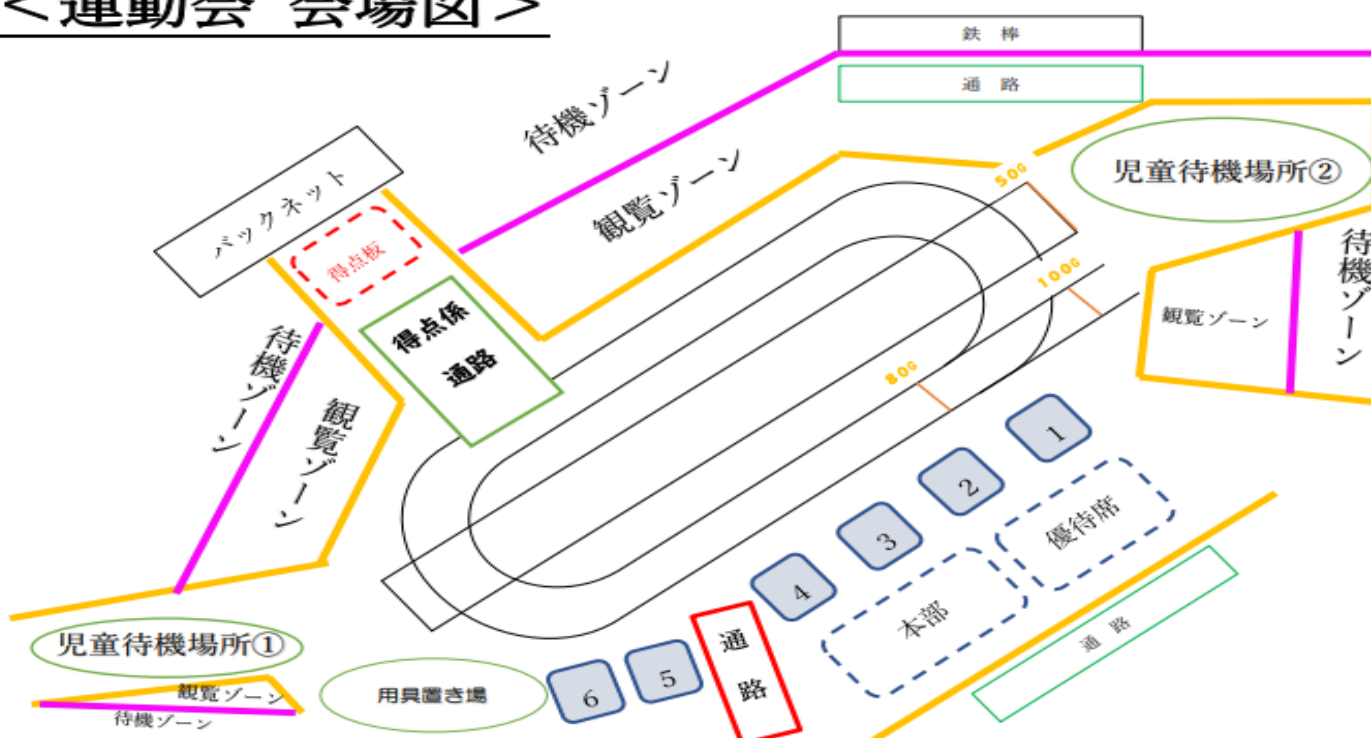 ＜運動会 会場図＞
鉄 棒
通 路
待機ゾーン
観覧ゾーン
バックネット
得点板
得点係
通路
児童待機場所②
50G
100G
80G
観覧ゾーン
待機ゾーン
待機ゾーン
観覧ゾーン
1
2
3
4
5
6
優待席
本部
通路
通 路
児童待機場所①
観覧ゾーン
待機ゾーン
用具置き場